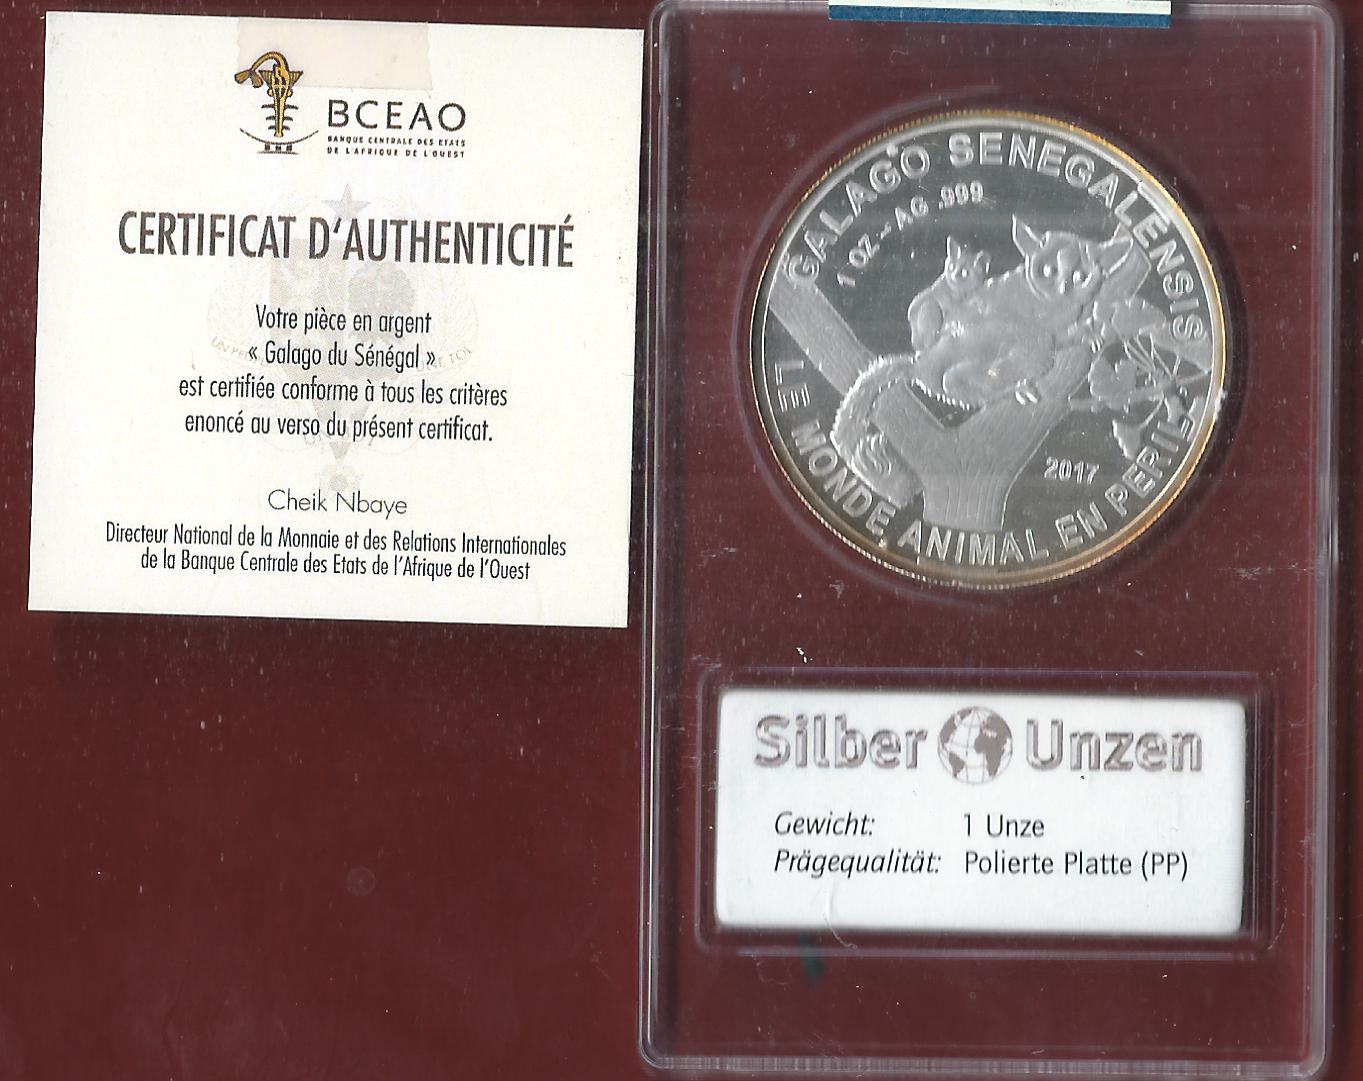 BCEAO
BANQUE CENTRALE DES ETATS
DE L'AFRIQUE DE L'OUEST
CERTIFICAT D'AUTHENTICITÉ
Votre pièce en argent
« Galago du Sénégal »
est certifiée conforme à tous les critères
enoncé au verso du présent certificat.
Cheik Nbaye
Directeur National de la Monnaie et des Relations Internationales
de la Banque Centrale des Etats de l'Afrique de l'Ouest
GALAGO SENEGALENSIS
1 OZ - AG .999
2017
LE MONDE ANIMAL EN PERIL
Silber Unzen
Gewicht: 1 Unze
Prägequalität: Polierte Platte (PP)